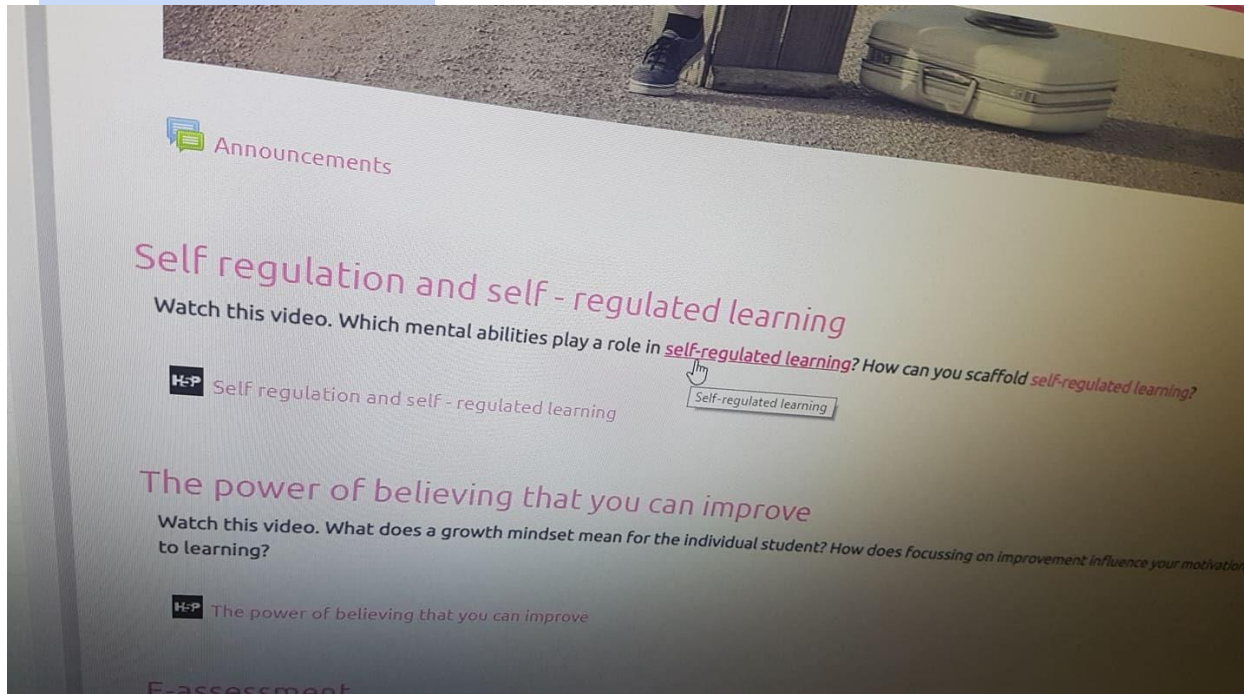 Announcements
Self regulation and self - regulated learning
Watch this video. Which mental abilities play a role in self-regulated learning? How can you scaffold self-regulated learning?
Self-regulated learning
H5P Self regulation and self - regulated learning
The power of believing that you can improve
Watch this video. What does a growth mindset mean for the individual student? How does focussing on improvement influence your motivation
to learning?
H5P The power of believing that you can improve
E-assessment